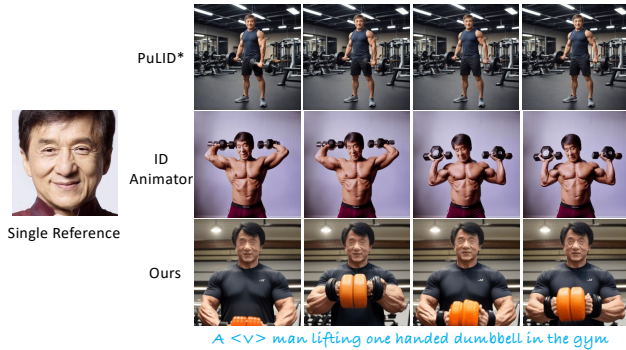 PuLID*
ID
Animator
Single Reference
Ours
A <v> man lifting one handed dumbbell in the gym